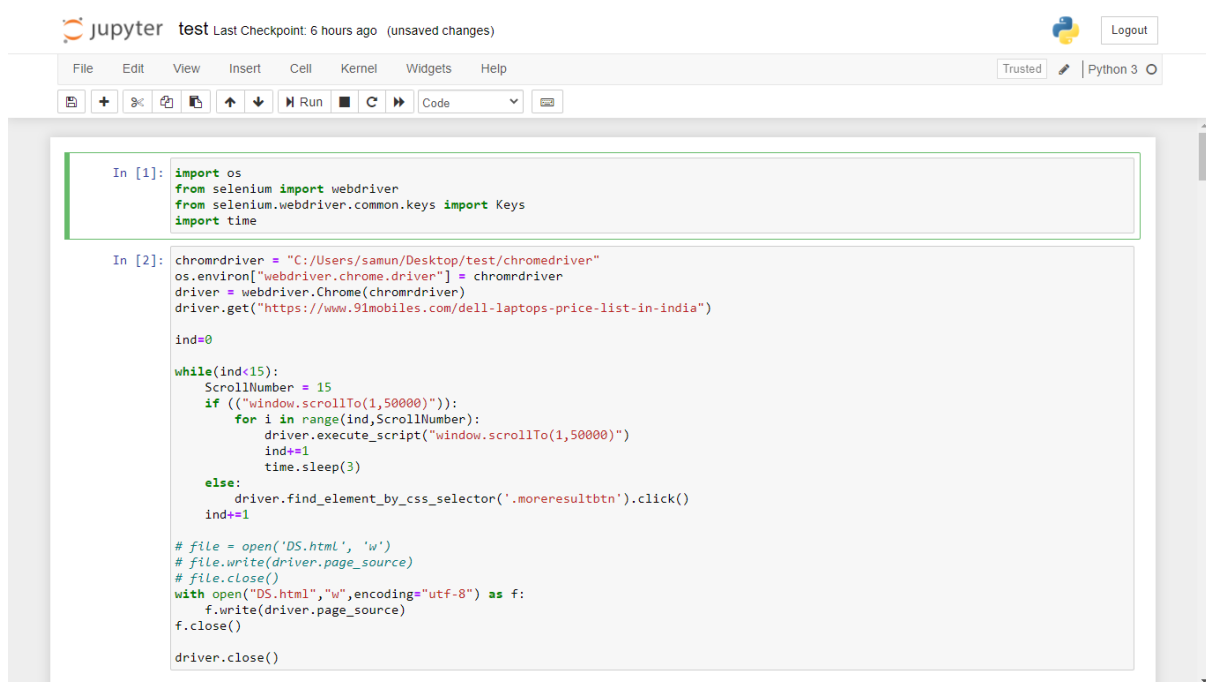 jupyter test Last Checkpoint: 6 hours ago (unsaved changes) Logout
File Edit View Insert Cell Kernel Widgets Help Trusted Python 3
Run Code
In [1]: import os
from selenium import webdriver
from selenium.webdriver.common.keys import Keys
import time
In [2]: chromrdriver = "C:/Users/samun/Desktop/test/chromedriver"
os.environ["webdriver.chrome.driver"] = chromrdriver
driver = webdriver.Chrome(chromrdriver)
driver.get("https://www.91mobiles.com/dell-laptops-price-list-in-india")
ind=0
while(ind<15):
    ScrollNumber = 15
    if (("window.scrollTo(1,50000)")):
        for i in range(ind,ScrollNumber):
            driver.execute_script("window.scrollTo(1,50000)")
            ind+=1
            time.sleep(3)
    else:
        driver.find_element_by_css_selector('.moreresultbtn').click()
    ind+=1
# file = open('DS.html', 'w')
# file.write(driver.page_source)
# file.close()
with open("DS.html","w",encoding="utf-8") as f:
    f.write(driver.page_source)
f.close()
driver.close()